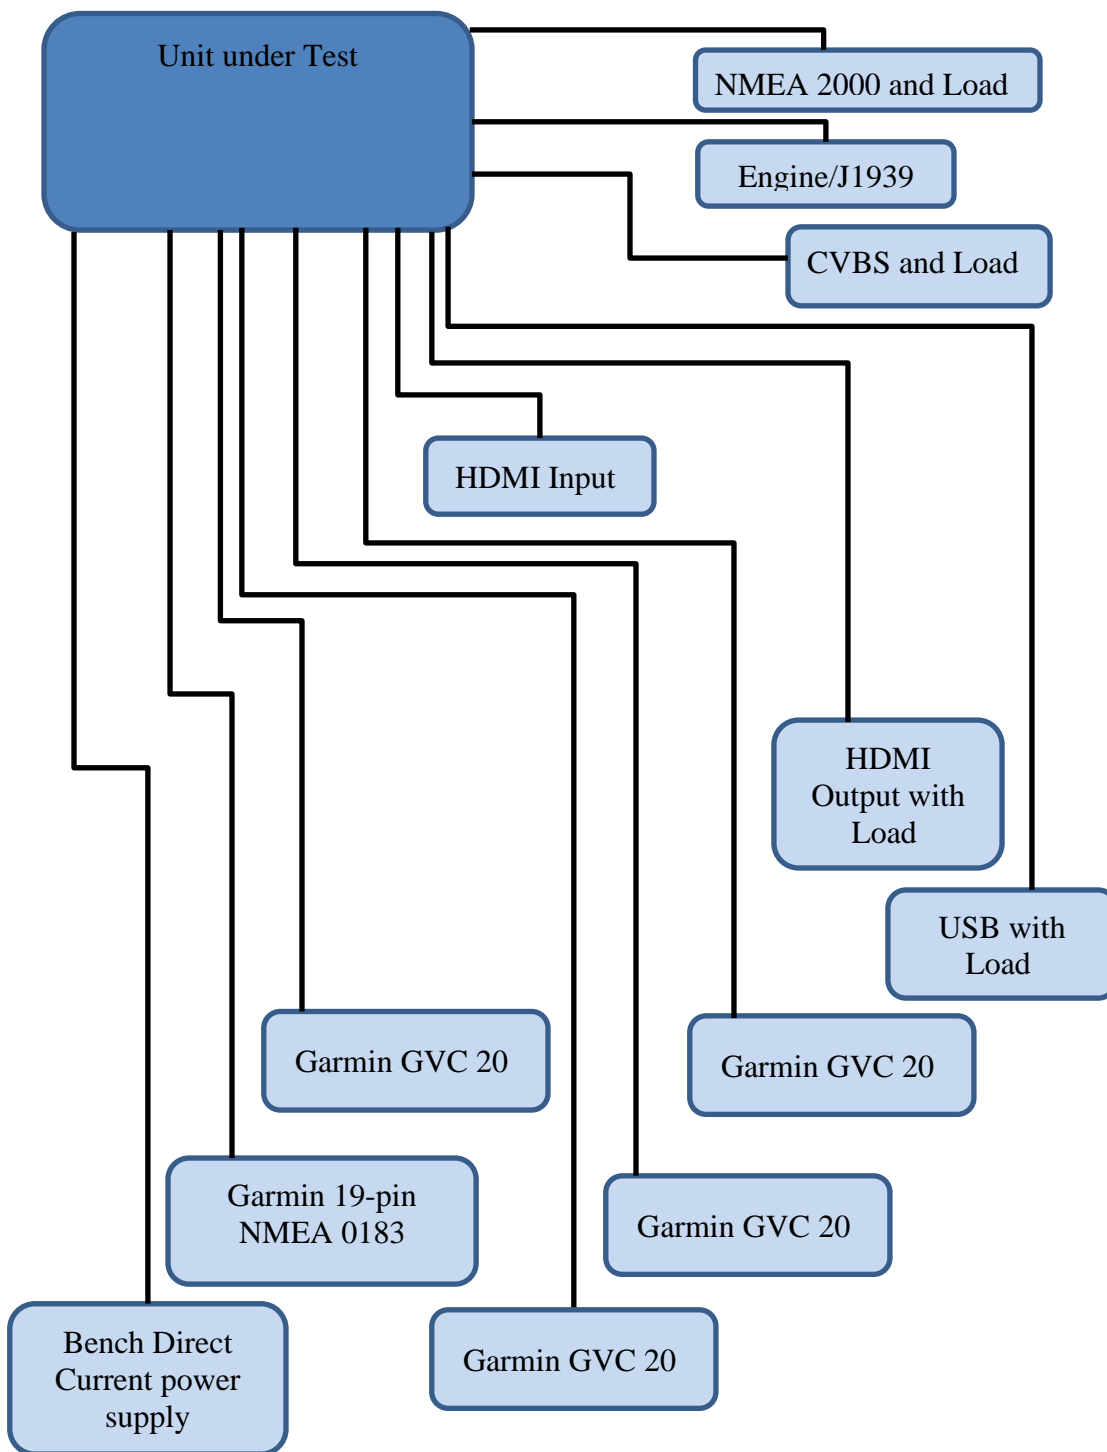 Unit under Test
NMEA 2000 and Load
Engine/J1939
CVBS and Load
HDMI Input
HDMI
Output with
Load
USB with
Load
Garmin GVC 20
Garmin GVC 20
Garmin 19-pin
NMEA 0183
Garmin GVC 20
Bench Direct
Current power
supply
Garmin GVC 20